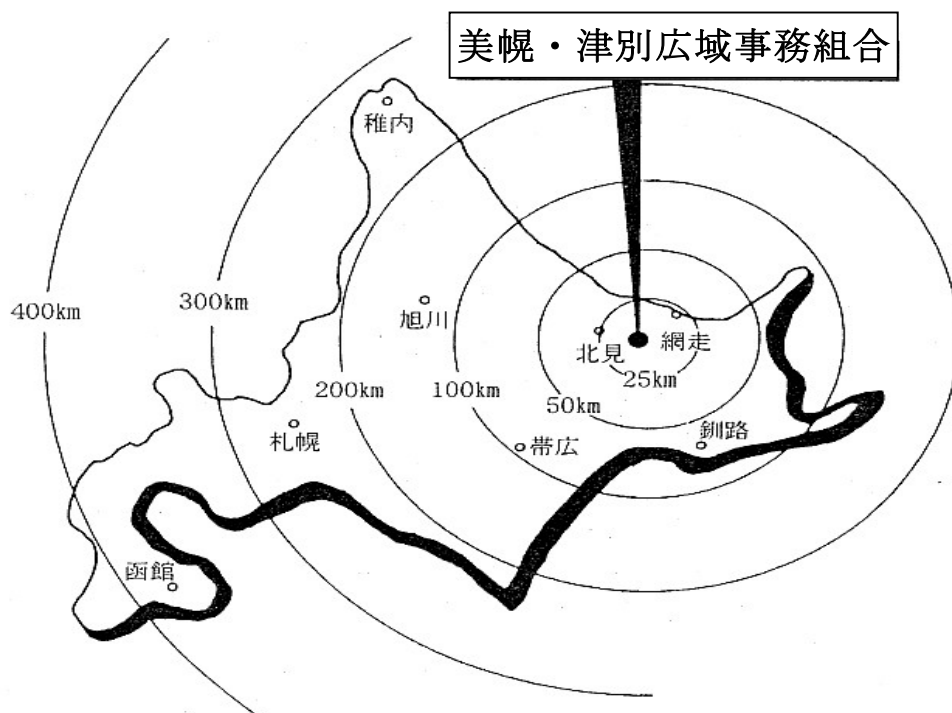 美幌・津別広域事務組合
稚内
400km
300km
旭川
北見
網走
200km
100km
25km
50km
札幌
帯広
釧路
函館